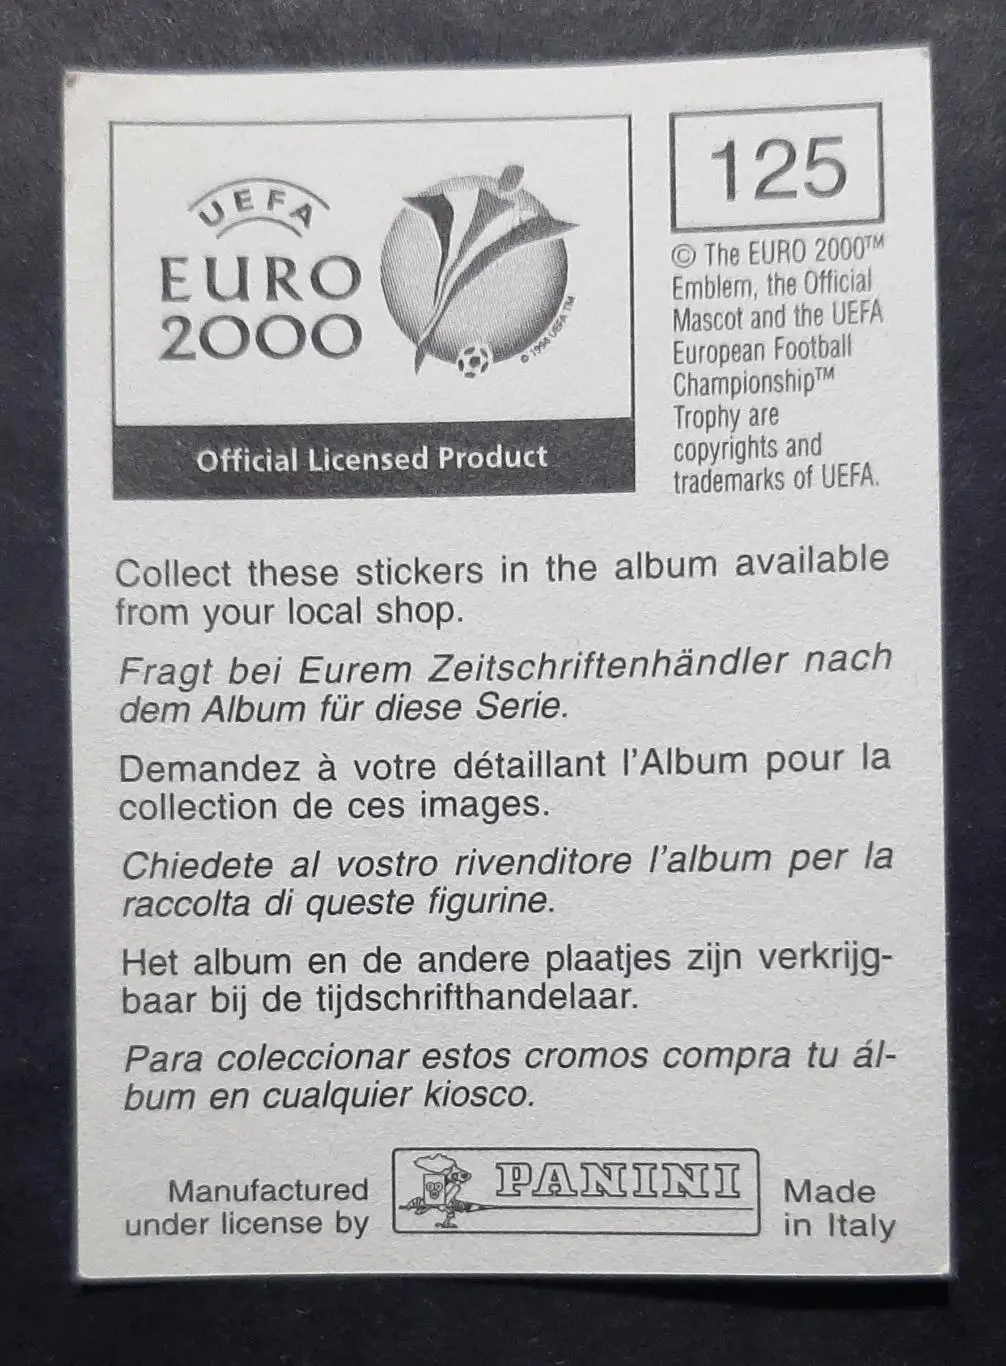 UEFA
EURO
2000
© 1994 UEFA TM
Official Licensed Product
125
© The EURO 2000™
Emblem, the Official
Mascot and the UEFA
European Football
Championship™
Trophy are
copyrights and
trademarks of UEFA.
Collect these stickers in the album available
from your local shop.
Fragt bei Eurem Zeitschriftenhändler nach
dem Album für diese Serie.
Demandez à votre détaillant l'Album pour la
collection de ces images.
Chiedete al vostro rivenditore l'album per la
raccolta di queste figurine.
Het album en de andere plaatjes zijn verkrijg-
baar bij de tijdschrifthandelaar.
Para coleccionar estos cromos compra tu ál-
bum en cualquier kiosco.
Manufactured
under license by
PANINI
Made
in Italy